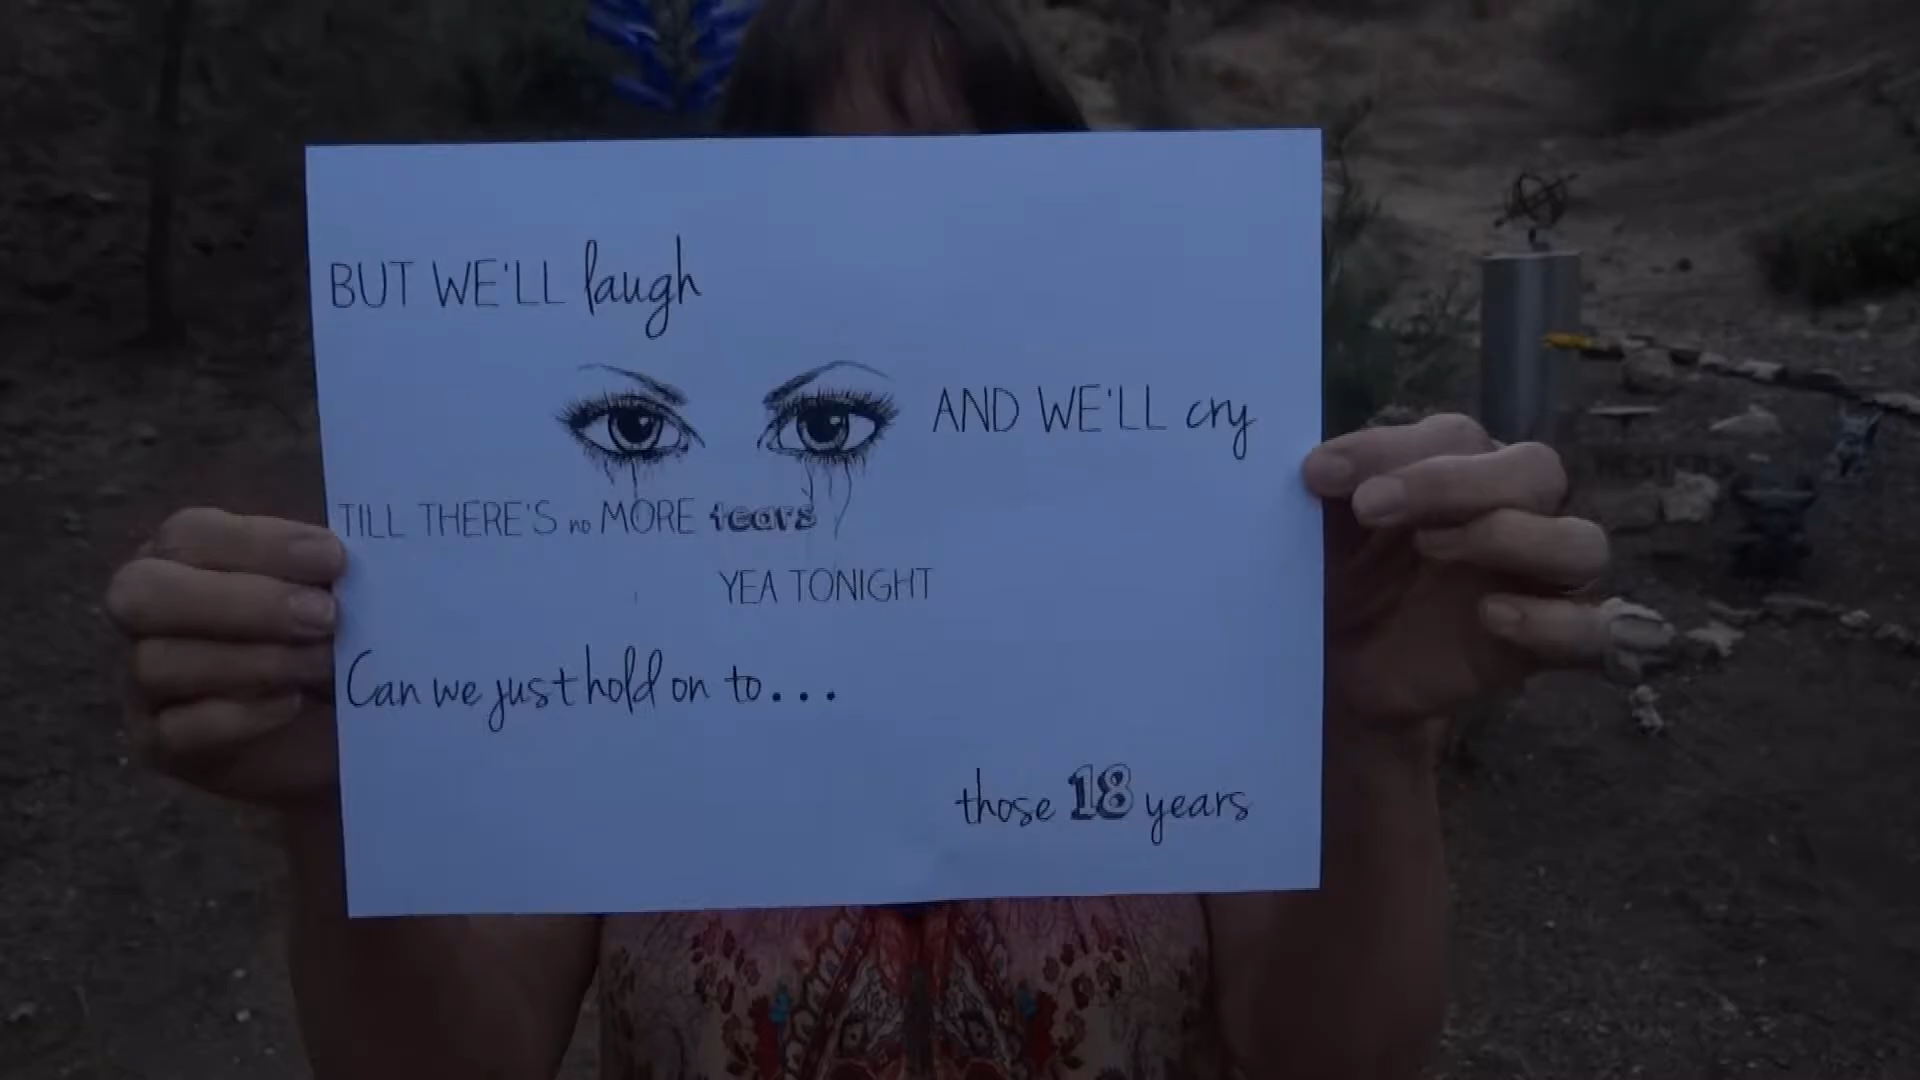 BUT WE'LL laugh
AND WE'LL cry
TILL THERE'S no MORE tears
YEA TONIGHT
Can we just hold on to...
those 18 years